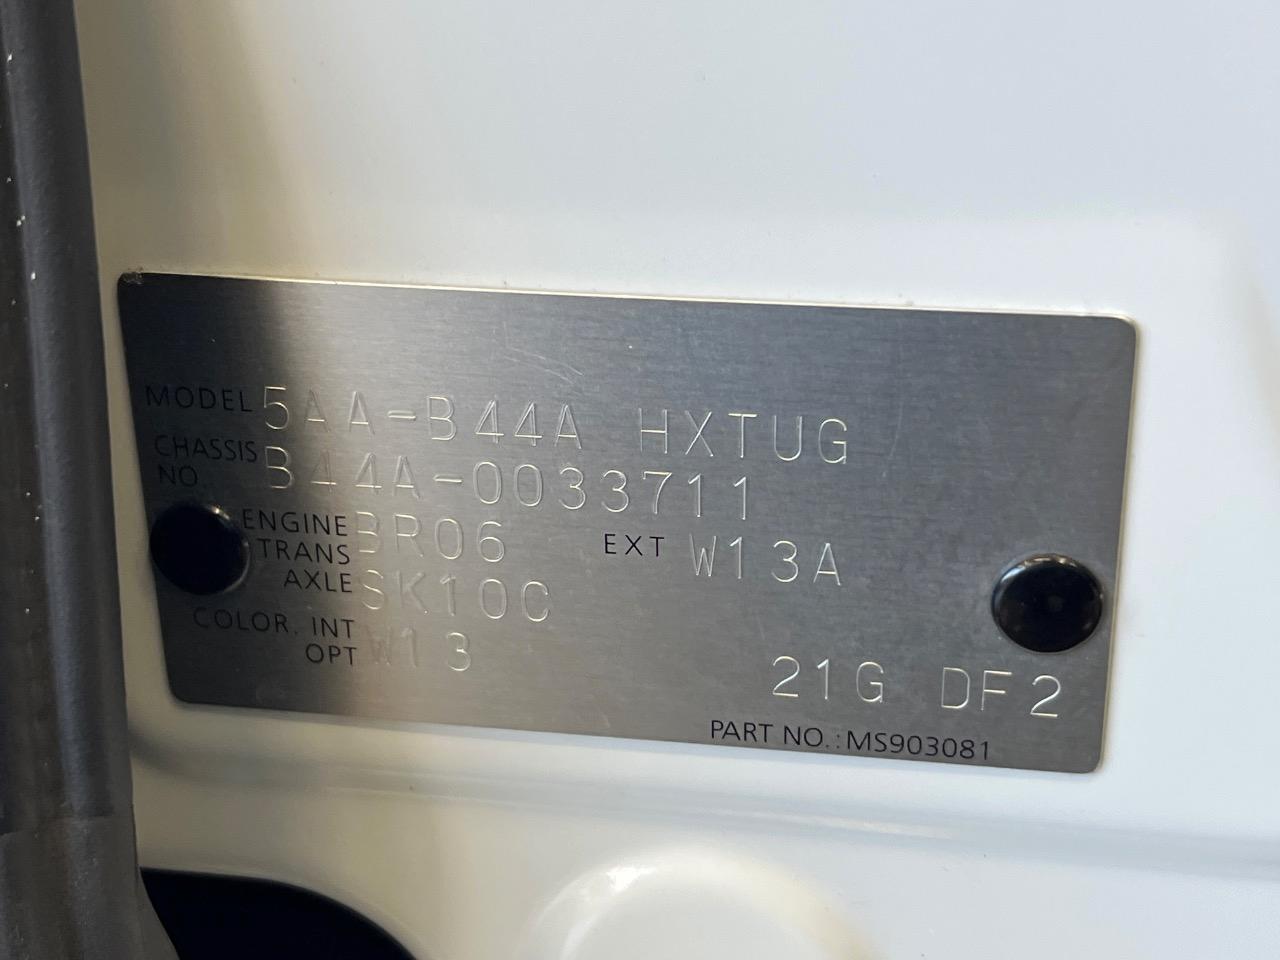 MODEL 5AA-B44A HXTUG
CHASSIS NO. B44A-0033711
ENGINE BR06 EXT W13A
TRANS AXLE SK10C
COLOR. INT OPT W13
21G DF2
PART NO.:MS903081